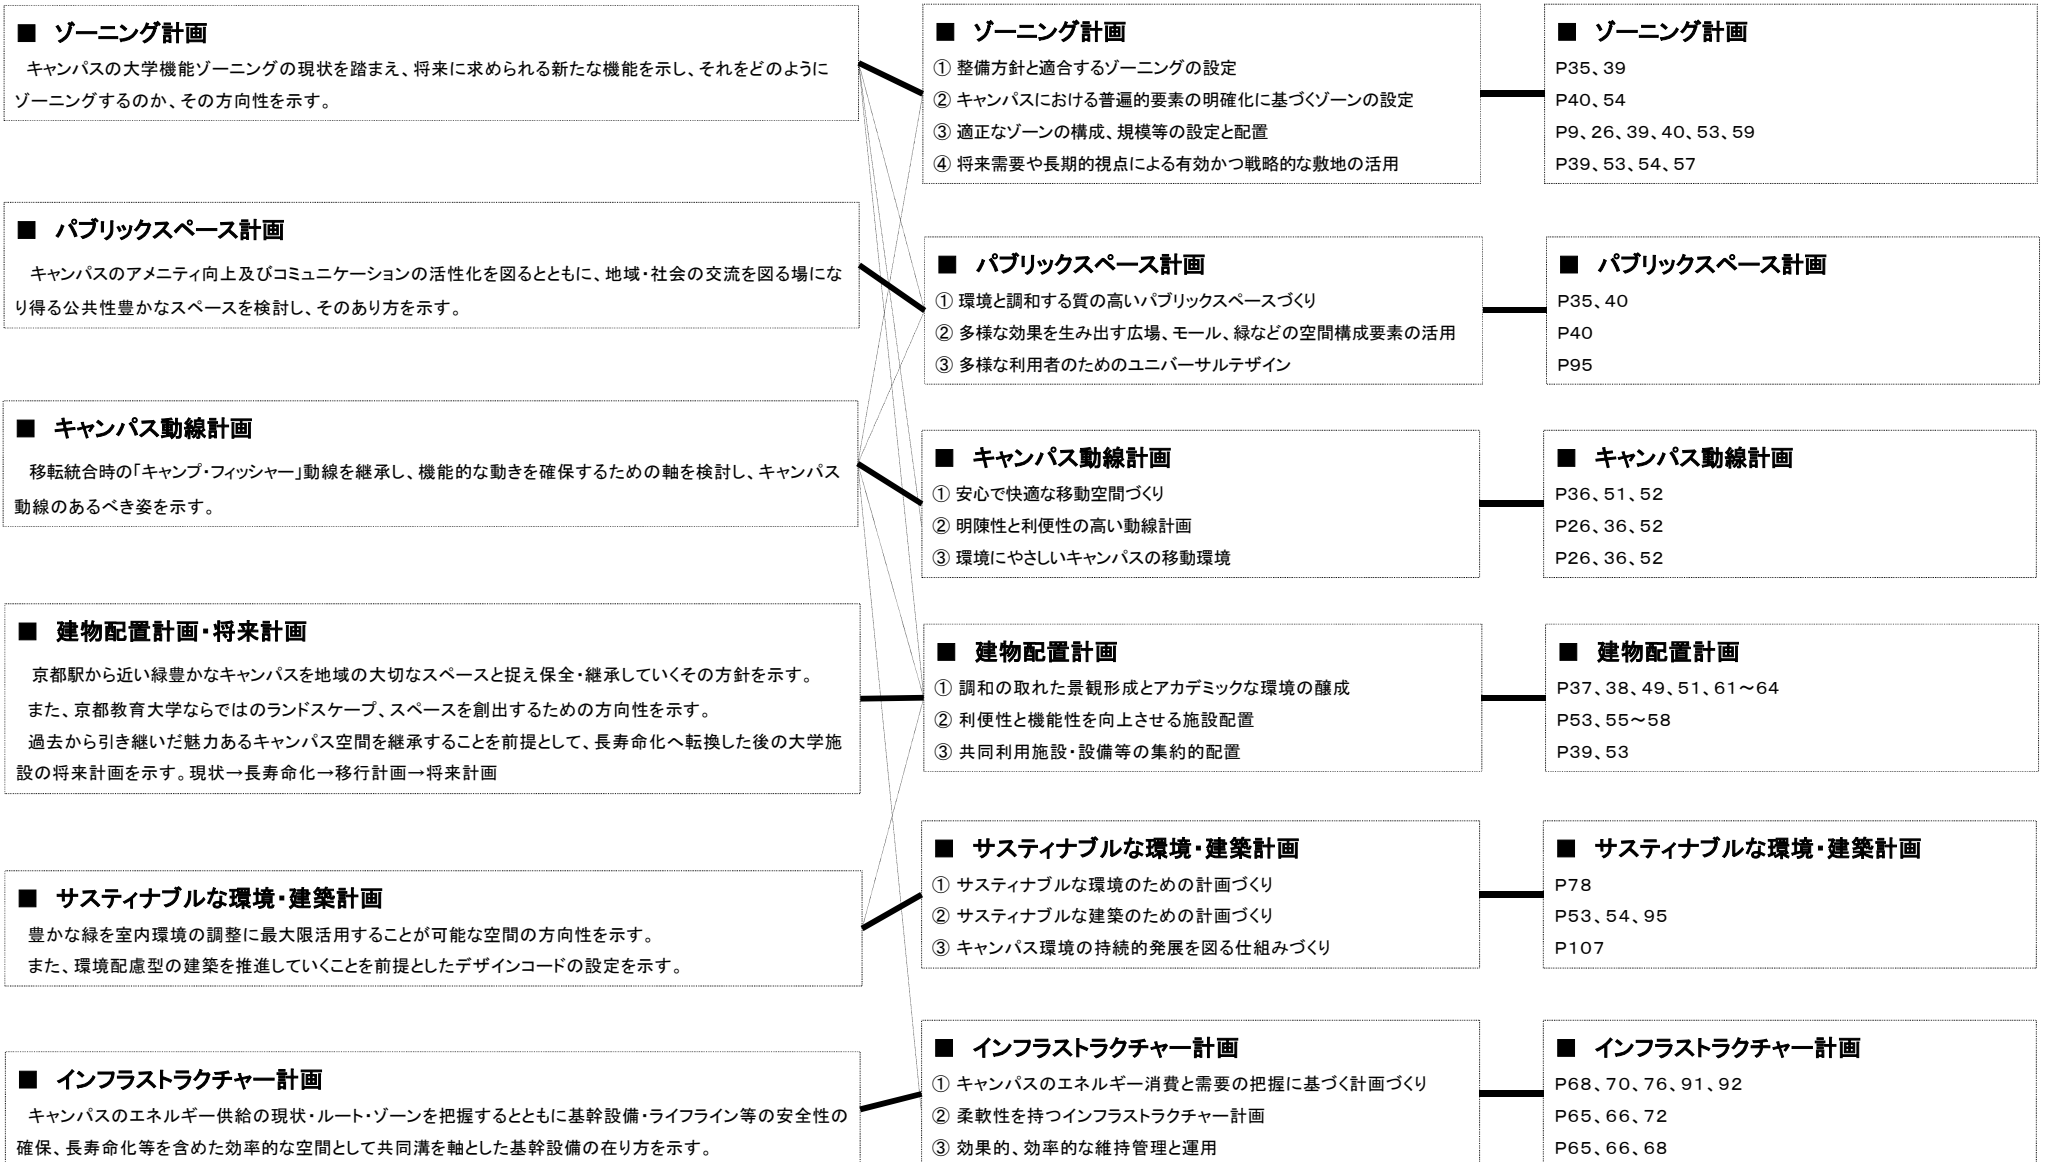 ■ ゾーニング計画
キャンパスの大学機能ゾーニングの現状を踏まえ、将来に求められる新たな機能を示し、それをどのように
ゾーニングするのか、その方向性を示す。
■ パブリックスペース計画
キャンパスのアメニティ向上及びコミュニケーションの活性化を図るとともに、地域・社会の交流を図る場にな
り得る公共性豊かなスペースを検討し、そのあり方を示す。
■ キャンパス動線計画
移転統合時の「キャンプ・フィッシャー」動線を継承し、機能的な動きを確保するための軸を検討し、キャンパス
動線のあるべき姿を示す。
■ 建物配置計画・将来計画
京都駅から近い緑豊かなキャンパスを地域の大切なスペースと捉え保全・継承していくその方針を示す。
また、京都教育大学ならではのランドスケープ、スペースを創出するための方向性を示す。
過去から引き継いだ魅力あるキャンパス空間を継承することを前提として、長寿命化へ転換した後の大学施
設の将来計画を示す。現状→長寿命化→移行計画→将来計画
■ サスティナブルな環境・建築計画
豊かな緑を室内環境の調整に最大限活用することが可能な空間の方向性を示す。
また、環境配慮型の建築を推進していくことを前提としたデザインコードの設定を示す。
■ インフラストラクチャー計画
キャンパスのエネルギー供給の現状・ルート・ゾーンを把握するとともに基幹設備・ライフライン等の安全性の
確保、長寿命化等を含めた効率的な空間として共同溝を軸とした基幹設備の在り方を示す。
■ ゾーニング計画
① 整備方針と適合するゾーニングの設定
② キャンパスにおける普遍的要素の明確化に基づくゾーンの設定
③ 適正なゾーンの構成、規模等の設定と配置
④ 将来需要や長期的視点による有効かつ戦略的な敷地の活用
■ パブリックスペース計画
① 環境と調和する質の高いパブリックスペースづくり
② 多様な効果を生み出す広場、モール、緑などの空間構成要素の活用
③ 多様な利用者のためのユニバーサルテザイン
■ キャンパス動線計画
① 安心で快適な移動空間づくり
② 明陳性と利便性の高い動線計画
③ 環境にやさしいキャンパスの移動環境
■ 建物配置計画
① 調和の取れた景観形成とアカデミックな環境の醸成
② 利便性と機能性を向上させる施設配置
③ 共同利用施設・設備等の集約的配置
■ サスティナブルな環境・建築計画
① サスティナブルな環境のための計画づくり
② サスティナブルな建築のための計画づくり
③ キャンパス環境の持続的発展を図る仕組みづくり
■ インフラストラクチャー計画
① キャンパスのエネルギー消費と需要の把握に基づく計画づくり
② 柔軟性を持つインフラストラクチャー計画
③ 効果的、効率的な維持管理と運用
■ ゾーニング計画
P35、39
P40、54
P9、26、39、40、53、59
P39、53、54、57
■ パブリックスペース計画
P35、40
P40
P95
■ キャンパス動線計画
P36、51、52
P26、36、52
P26、36、52
■ 建物配置計画
P37、38、49、51、61～64
P53、55～58
P39、53
■ サスティナブルな環境・建築計画
P78
P53、54、95
P107
■ インフラストラクチャー計画
P68、70、76、91、92
P65、66、72
P65、66、68